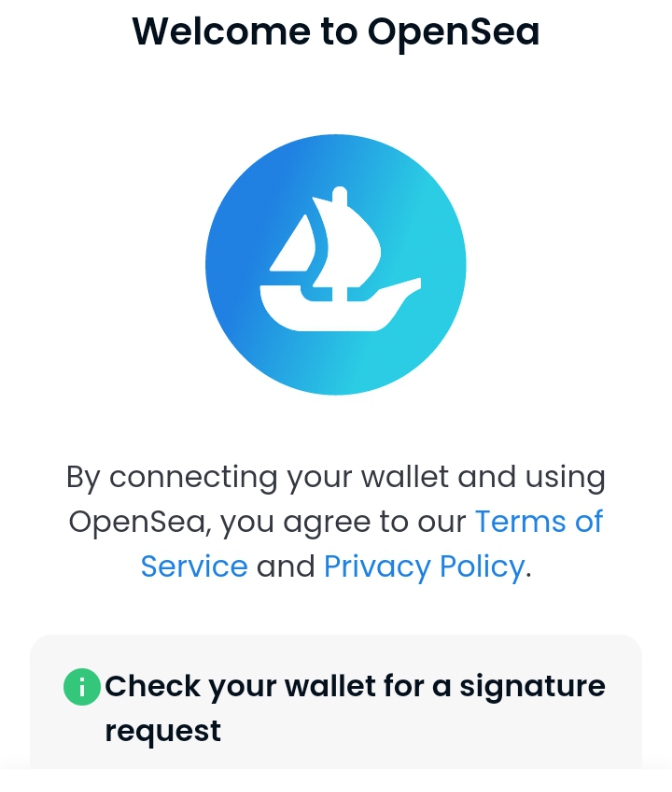 Welcome to OpenSea
By connecting your wallet and using
OpenSea, you agree to our Terms of
Service and Privacy Policy.
Check your wallet for a signature
request